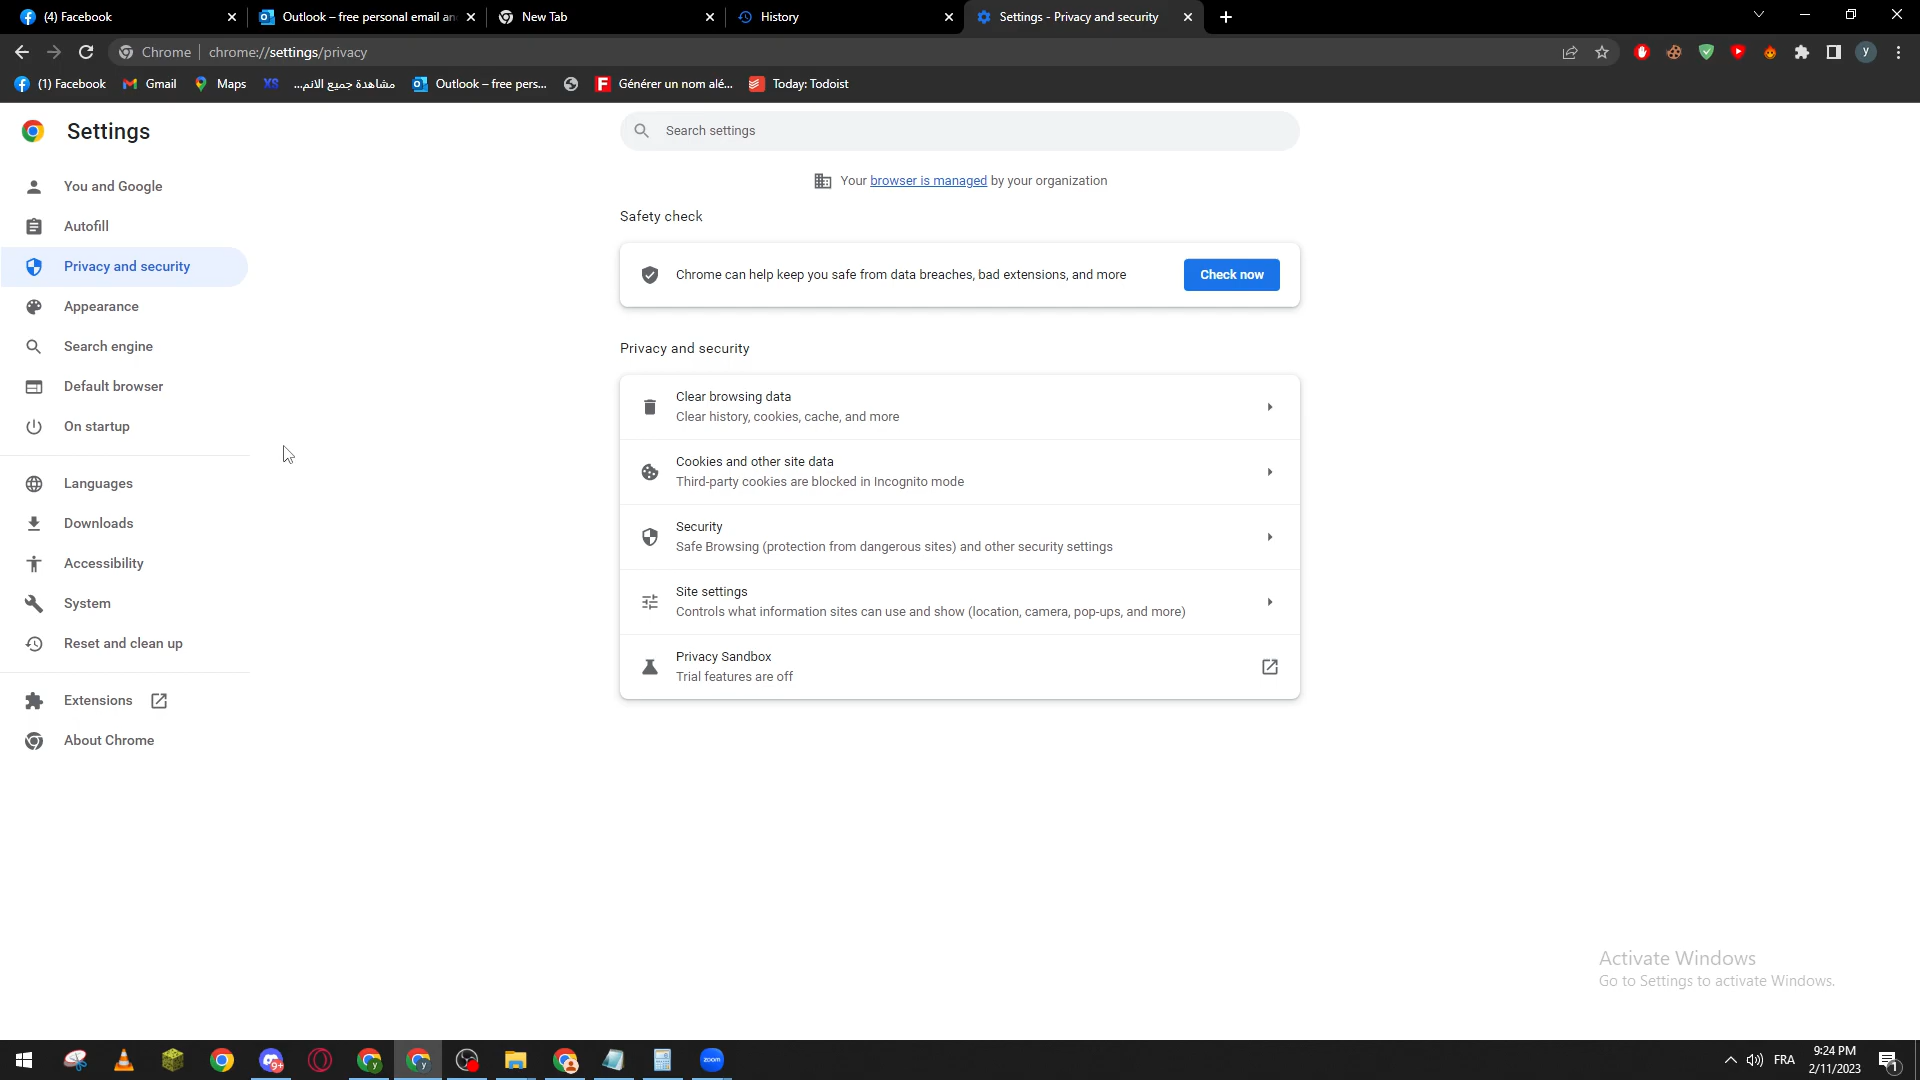 (4) Facebook
Outlook – free personal email an
New Tab
History
Settings - Privacy and security
Chrome
chrome://settings/privacy
y
(1) Facebook
Gmail
Maps
XS
مشاهدة جميع الانم...
Outlook – free pers...
Générer un nom alé...
Today: Todoist
Settings
Search settings
Your browser is managed by your organization
You and Google
Autofill
Privacy and security
Appearance
Search engine
Default browser
On startup
Languages
Downloads
Accessibility
System
Reset and clean up
Extensions
About Chrome
Safety check
Chrome can help keep you safe from data breaches, bad extensions, and more
Check now
Privacy and security
Clear browsing data
Clear history, cookies, cache, and more
Cookies and other site data
Third-party cookies are blocked in Incognito mode
Security
Safe Browsing (protection from dangerous sites) and other security settings
Site settings
Controls what information sites can use and show (location, camera, pop-ups, and more)
Privacy Sandbox
Trial features are off
Activate Windows
Go to Settings to activate Windows.
9+
y
y
zoom
FRA
9:24 PM
2/11/2023
1